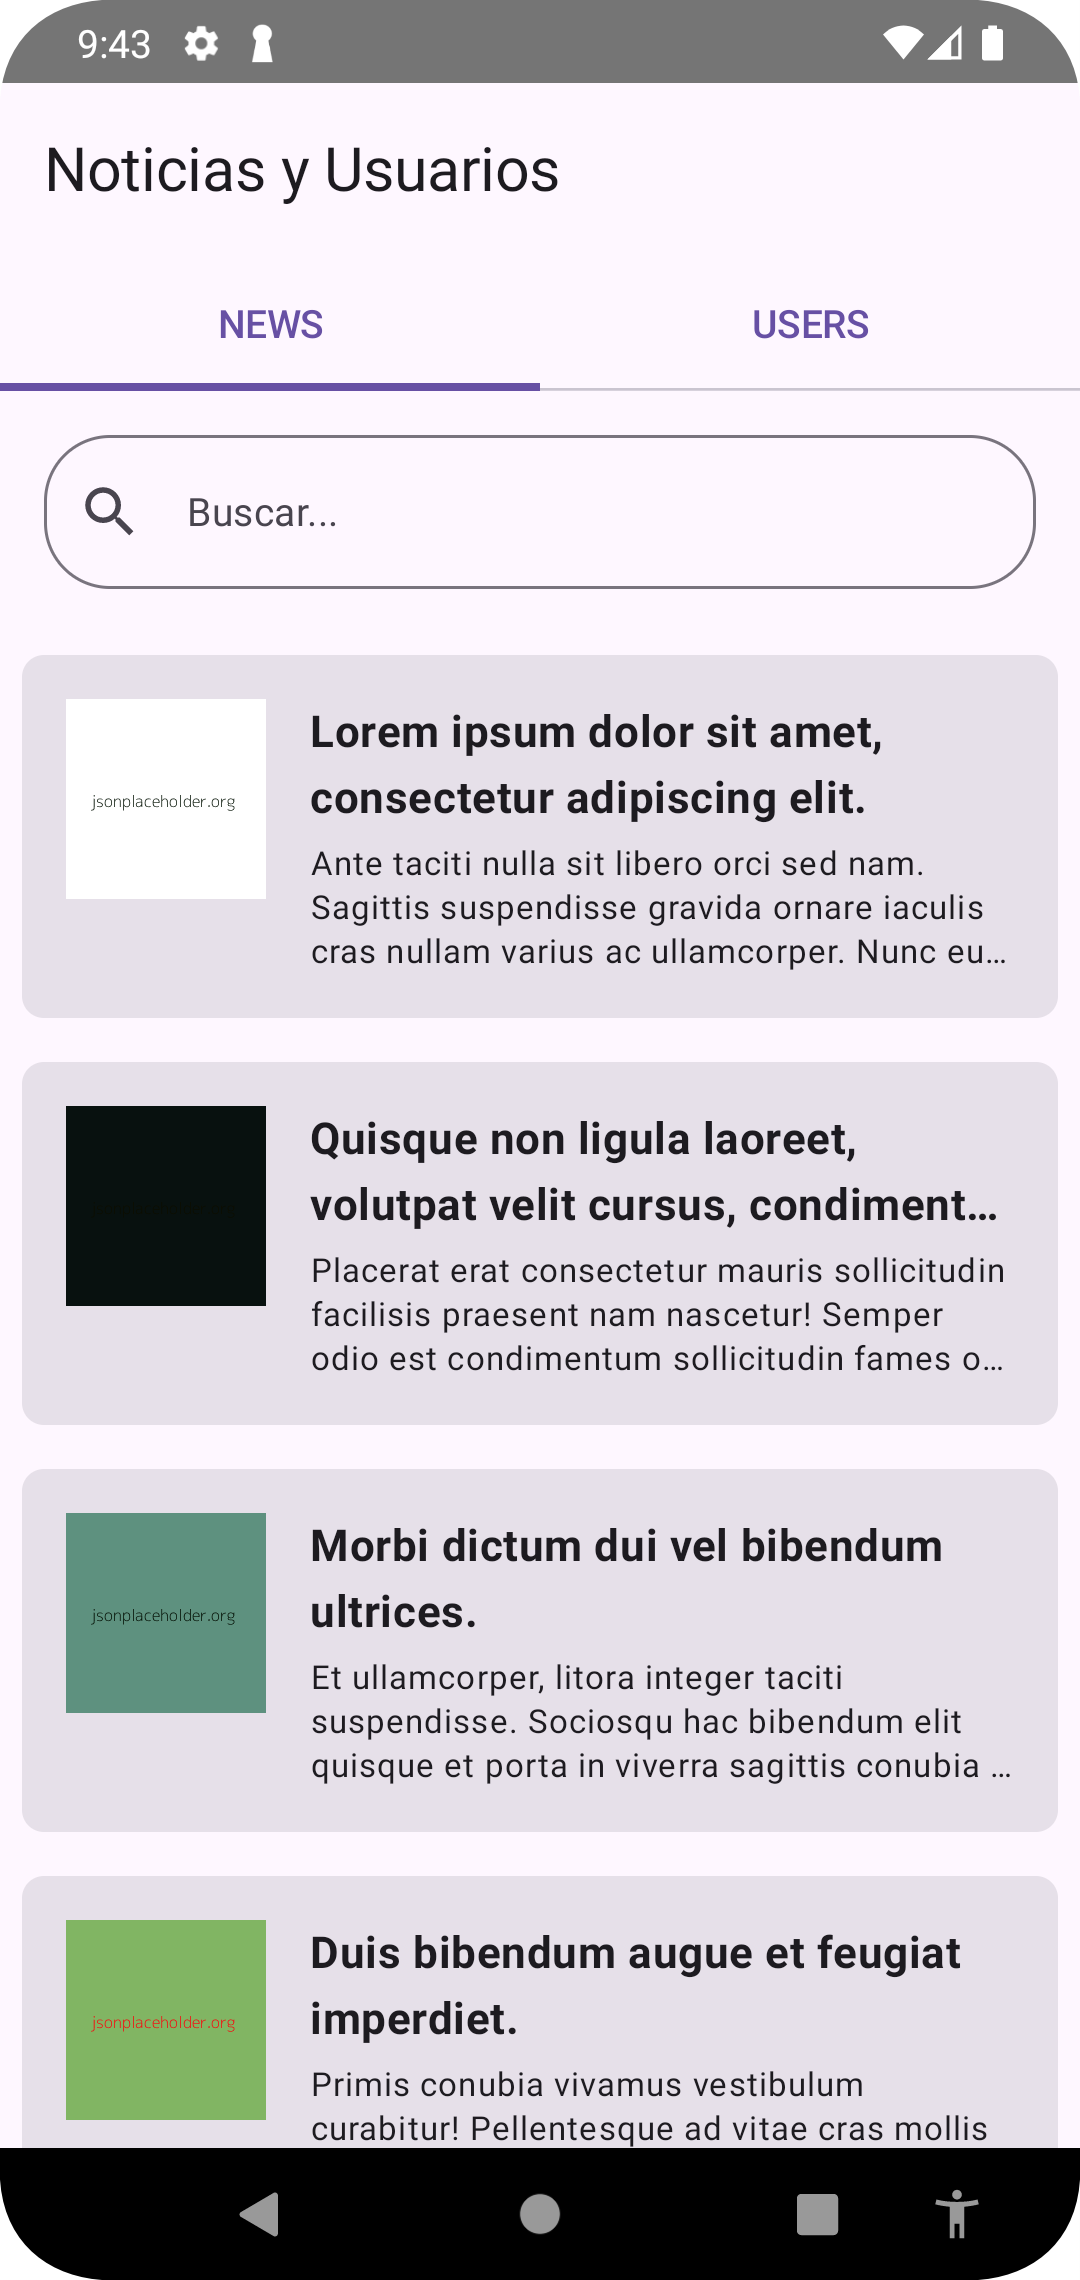 9:43
Noticias y Usuarios
NEWS
USERS
Buscar...
jsonplaceholder.org
Lorem ipsum dolor sit amet,
consectetur adipiscing elit.
Ante taciti nulla sit libero orci sed nam.
Sagittis suspendisse gravida ornare iaculis
cras nullam varius ac ullamcorper. Nunc eu…
Quisque non ligula laoreet,
volutpat velit cursus, condiment…
Placerat erat consectetur mauris sollicitudin
facilisis praesent nam nascetur! Semper
odio est condimentum sollicitudin fames o…
jsonplaceholder.org
Morbi dictum dui vel bibendum
ultrices.
Et ullamcorper, litora integer taciti
suspendisse. Sociosqu hac bibendum elit
quisque et porta in viverra sagittis conubia …
jsonplaceholder.org
Duis bibendum augue et feugiat
imperdiet.
Primis conubia vivamus vestibulum
curabitur! Pellentesque ad vitae cras mollis